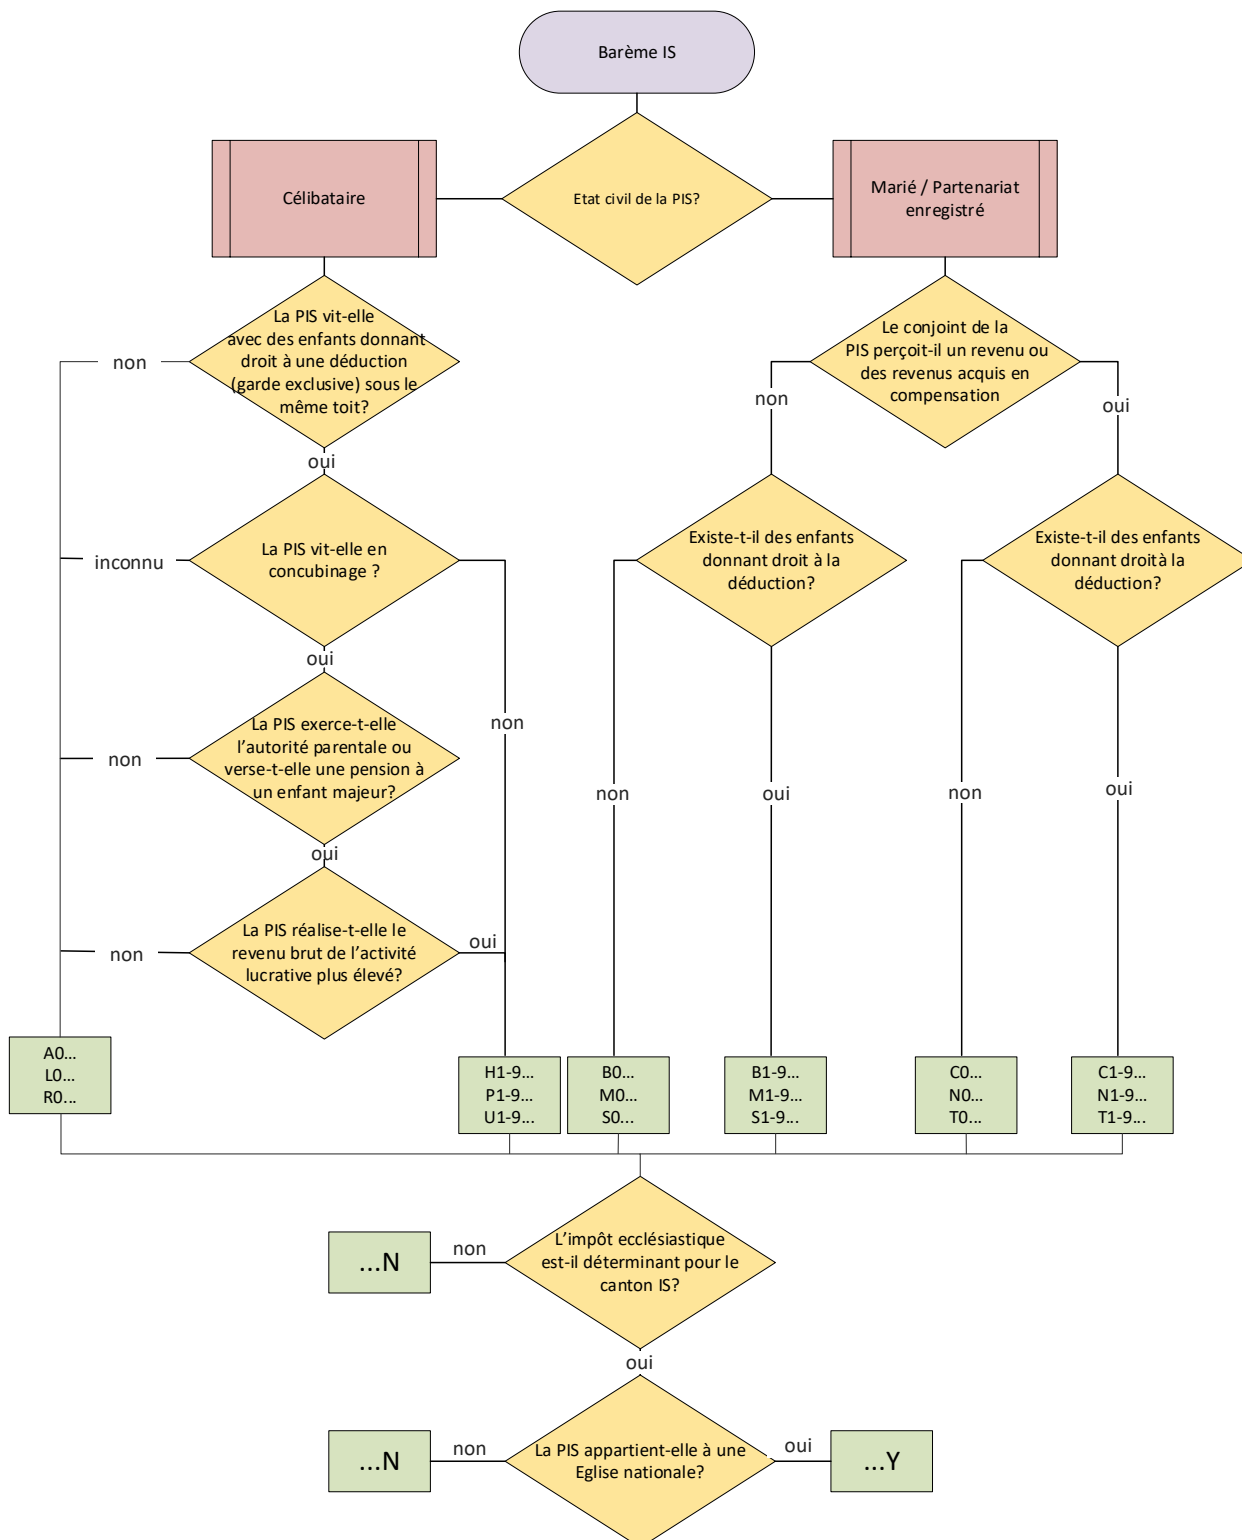 Barème IS
Etat civil de la PIS?
Célibataire
Marié / Partenariat
enregistré
La PIS vit-elle
avec des enfants donnant
droit à une déduction
(garde exclusive) sous le
même toit?
non
oui
Le conjoint de la
PIS perçoit-il un revenu ou
des revenus acquis en
compensation
non
oui
La PIS vit-elle en
concubinage ?
inconnu
oui
non
Existe-t-il des enfants
donnant droit à la
déduction?
non
oui
Existe-t-il des enfants
donnant droità la
déduction?
non
oui
La PIS exerce-t-elle
l’autorité parentale ou
verse-t-elle une pension à
un enfant majeur?
non
oui
La PIS réalise-t-elle le
revenu brut de l’activité
lucrative plus élevé?
non
oui
A0...
L0...
R0...
H1-9...
P1-9...
U1-9...
B0...
M0...
S0...
B1-9...
M1-9...
S1-9...
C0...
N0...
T0...
C1-9...
N1-9...
T1-9...
L’impôt ecclésiastique
est-il déterminant pour le
canton IS?
non
...N
oui
La PIS appartient-elle à une
Eglise nationale?
non
...N
oui
...Y